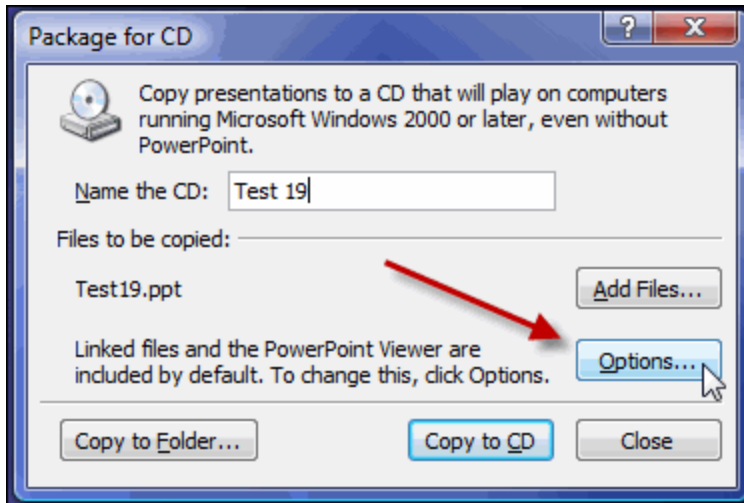 Package for CD
Copy presentations to a CD that will play on computers
running Microsoft Windows 2000 or later, even without
PowerPoint.
Name the CD: Test 19
Files to be copied:
Test19.ppt
Add Files...
Linked files and the PowerPoint Viewer are
included by default. To change this, click Options.
Options...
Copy to Folder... Copy to CD Close